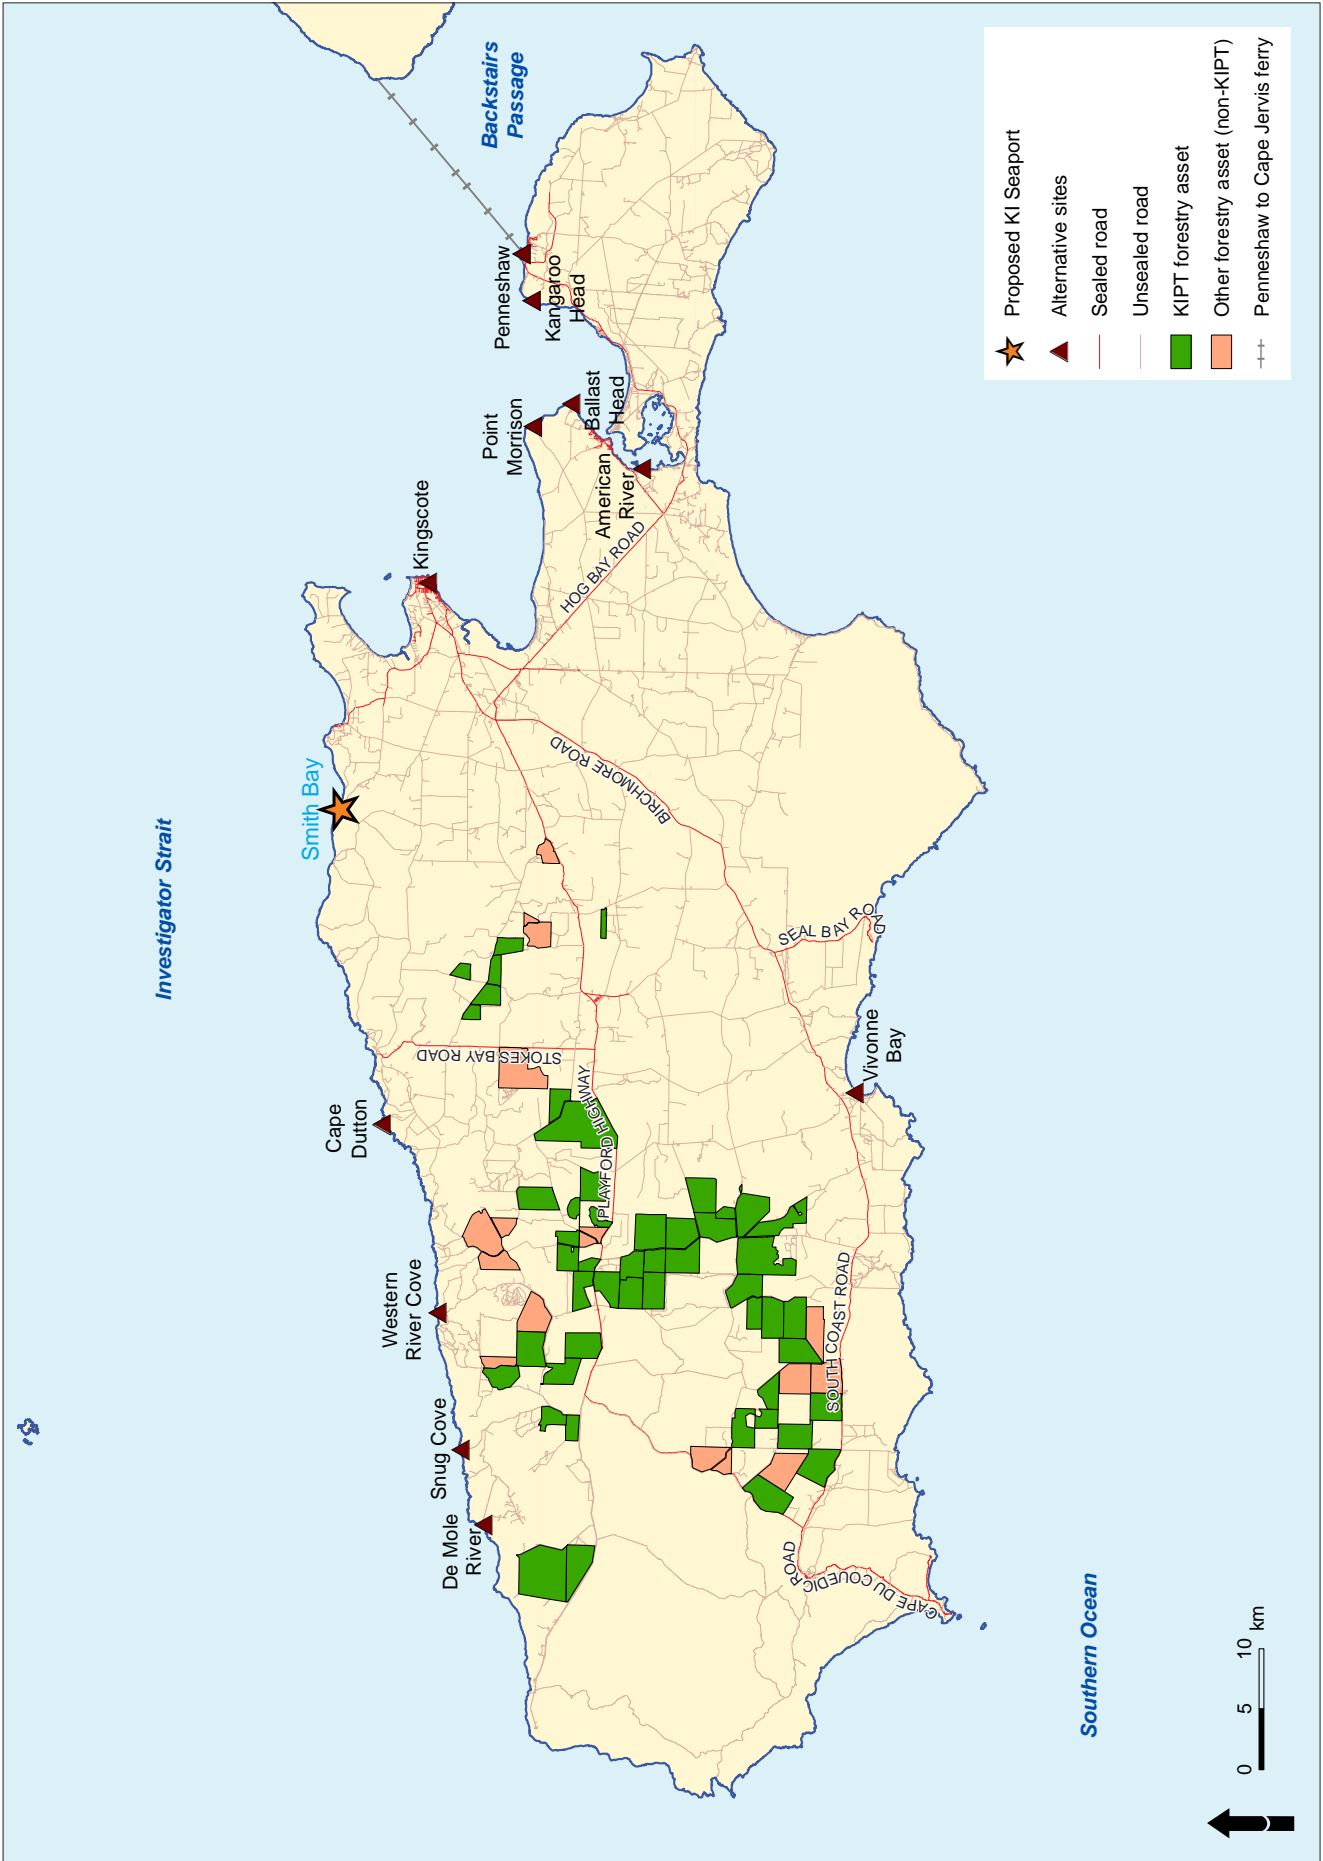 Investigator Strait
Backstairs
Passage
Smith Bay
Kingscote
Point
Morrison
Penneshaw
Kangaroo
Head
Ballast
Head
American
River
Cape
Dutton
Western
River Cove
Snug Cove
De Mole
River
Vivonne
Bay
HOG BAY ROAD
BIRCHMORE ROAD
STOKES BAY ROAD
PLAYFORD HIGHWAY
SEAL BAY ROAD
SOUTH COAST ROAD
CAPE DU COUEDIC ROAD
Southern Ocean
0 5 10 km
Proposed KI Seaport
Alternative sites
Sealed road
Unsealed road
KIPT forestry asset
Other forestry asset (non-KIPT)
Penneshaw to Cape Jervis ferry